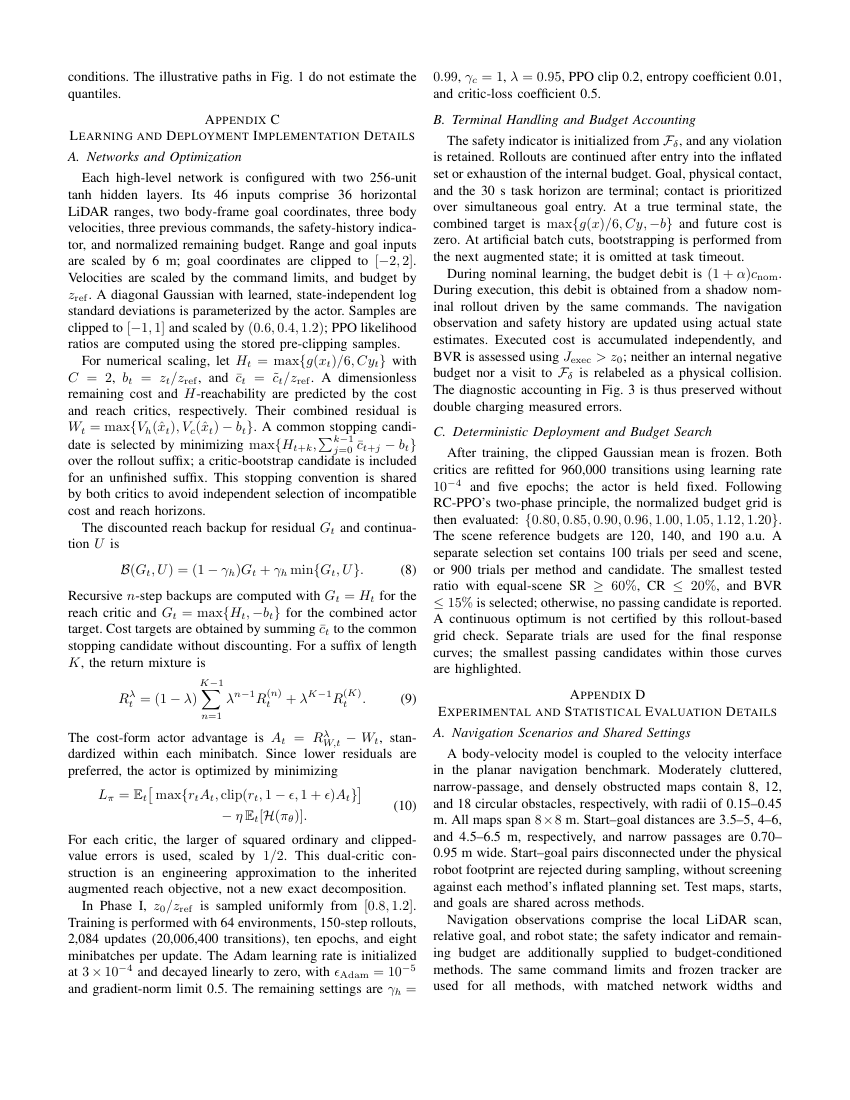 conditions. The illustrative paths in Fig. 1 do not estimate the
quantiles.
APPENDIX C
LEARNING AND DEPLOYMENT IMPLEMENTATION DETAILS
A. Networks and Optimization
Each high-level network is configured with two 256-unit
tanh hidden layers. Its 46 inputs comprise 36 horizontal
LiDAR ranges, two body-frame goal coordinates, three body
velocities, three previous commands, the safety-history indica-
tor, and normalized remaining budget. Range and goal inputs
are scaled by 6 m; goal coordinates are clipped to [−2, 2].
Velocities are scaled by the command limits, and budget by
z_ref. A diagonal Gaussian with learned, state-independent log
standard deviations is parameterized by the actor. Samples are
clipped to [−1, 1] and scaled by (0.6, 0.4, 1.2); PPO likelihood
ratios are computed using the stored pre-clipping samples.
For numerical scaling, let H_t = max{g(x_t)/6, Cy_t} with
C = 2, b_t = z_t/z_ref, and c̄_t = c̃_t/z_ref. A dimensionless
remaining cost and H-reachability are predicted by the cost
and reach critics, respectively. Their combined residual is
W_t = max{V_h(x̂_t), V_c(x̂_t) − b_t}. A common stopping candi-
date is selected by minimizing max{H_{t+k}, ∑_{j=0}^{k−1} c̄_{t+j} − b_t}
over the rollout suffix; a critic-bootstrap candidate is included
for an unfinished suffix. This stopping convention is shared
by both critics to avoid independent selection of incompatible
cost and reach horizons.
The discounted reach backup for residual G_t and continua-
tion U is
B(G_t, U) = (1 − γ_h)G_t + γ_h min{G_t, U}. (8)
Recursive n-step backups are computed with G_t = H_t for the
reach critic and G_t = max{H_t, −b_t} for the combined actor
target. Cost targets are obtained by summing c̄_t to the common
stopping candidate without discounting. For a suffix of length
K, the return mixture is
R_t^λ = (1 − λ) ∑_{n=1}^{K−1} λ^{n−1} R_t^{(n)} + λ^{K−1} R_t^{(K)}. (9)
The cost-form actor advantage is A_t = R_{W,t}^λ − W_t, stan-
dardized within each minibatch. Since lower residuals are
preferred, the actor is optimized by minimizing
L_π = 𝔼_t[ max{r_t A_t, clip(r_t, 1 − ϵ, 1 + ϵ)A_t}]
− η 𝔼_t[H(π_θ)]. (10)
For each critic, the larger of squared ordinary and clipped-
value errors is used, scaled by 1/2. This dual-critic con-
struction is an engineering approximation to the inherited
augmented reach objective, not a new exact decomposition.
In Phase I, z_0/z_ref is sampled uniformly from [0.8, 1.2].
Training is performed with 64 environments, 150-step rollouts,
2,084 updates (20,006,400 transitions), ten epochs, and eight
minibatches per update. The Adam learning rate is initialized
at 3 × 10^{−4} and decayed linearly to zero, with ϵ_Adam = 10^{−5}
and gradient-norm limit 0.5. The remaining settings are γ_h =
0.99, γ_c = 1, λ = 0.95, PPO clip 0.2, entropy coefficient 0.01,
and critic-loss coefficient 0.5.
B. Terminal Handling and Budget Accounting
The safety indicator is initialized from F_δ, and any violation
is retained. Rollouts are continued after entry into the inflated
set or exhaustion of the internal budget. Goal, physical contact,
and the 30 s task horizon are terminal; contact is prioritized
over simultaneous goal entry. At a true terminal state, the
combined target is max{g(x)/6, Cy, −b} and future cost is
zero. At artificial batch cuts, bootstrapping is performed from
the next augmented state; it is omitted at task timeout.
During nominal learning, the budget debit is (1 + α)c_nom.
During execution, this debit is obtained from a shadow nom-
inal rollout driven by the same commands. The navigation
observation and safety history are updated using actual state
estimates. Executed cost is accumulated independently, and
BVR is assessed using J_exec > z_0; neither an internal negative
budget nor a visit to F_δ is relabeled as a physical collision.
The diagnostic accounting in Fig. 3 is thus preserved without
double charging measured errors.
C. Deterministic Deployment and Budget Search
After training, the clipped Gaussian mean is frozen. Both
critics are refitted for 960,000 transitions using learning rate
10^{−4} and five epochs; the actor is held fixed. Following
RC-PPO's two-phase principle, the normalized budget grid is
then evaluated: {0.80, 0.85, 0.90, 0.96, 1.00, 1.05, 1.12, 1.20}.
The scene reference budgets are 120, 140, and 190 a.u. A
separate selection set contains 100 trials per seed and scene,
or 900 trials per method and candidate. The smallest tested
ratio with equal-scene SR ≥ 60%, CR ≤ 20%, and BVR
≤ 15% is selected; otherwise, no passing candidate is reported.
A continuous optimum is not certified by this rollout-based
grid check. Separate trials are used for the final response
curves; the smallest passing candidates within those curves
are highlighted.
APPENDIX D
EXPERIMENTAL AND STATISTICAL EVALUATION DETAILS
A. Navigation Scenarios and Shared Settings
A body-velocity model is coupled to the velocity interface
in the planar navigation benchmark. Moderately cluttered,
narrow-passage, and densely obstructed maps contain 8, 12,
and 18 circular obstacles, respectively, with radii of 0.15–0.45
m. All maps span 8×8 m. Start–goal distances are 3.5–5, 4–6,
and 4.5–6.5 m, respectively, and narrow passages are 0.70–
0.95 m wide. Start–goal pairs disconnected under the physical
robot footprint are rejected during sampling, without screening
against each method's inflated planning set. Test maps, starts,
and goals are shared across methods.
Navigation observations comprise the local LiDAR scan,
relative goal, and robot state; the safety indicator and remain-
ing budget are additionally supplied to budget-conditioned
methods. The same command limits and frozen tracker are
used for all methods, with matched network widths and